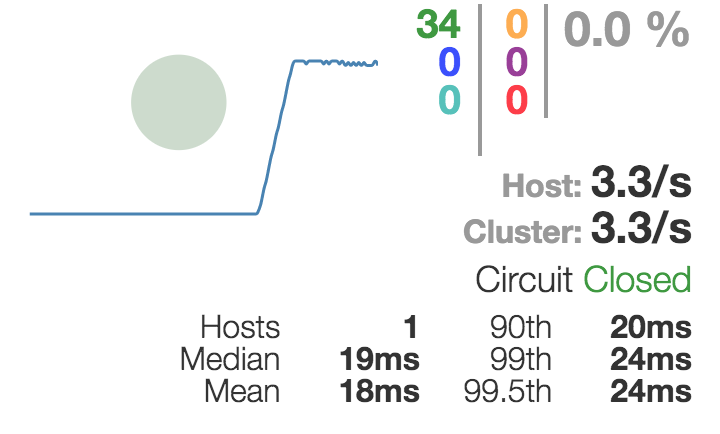 34 0 0.0 %
0 0
0 0
Host: 3.3/s
Cluster: 3.3/s
Circuit Closed
Hosts 1 90th 20ms
Median 19ms 99th 24ms
Mean 18ms 99.5th 24ms